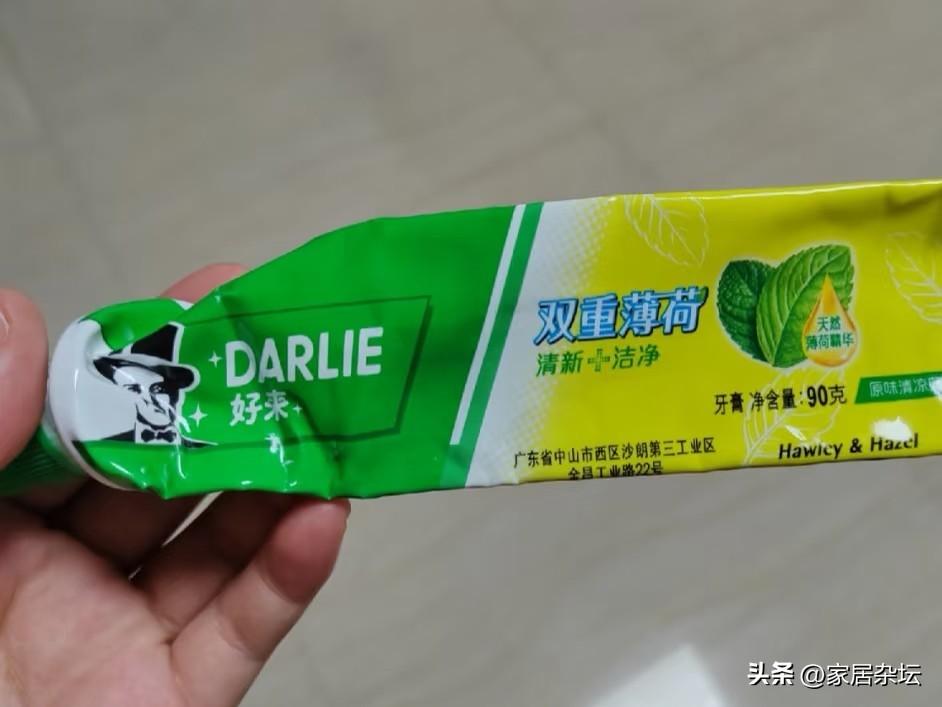 DARLIE
好来
双重薄荷
清新+洁净
天然
薄荷精华
牙膏 净含量:90克
原味清凉
广东省中山市西区沙朗第三工业区
金昌工业路22号
Hawley & Hazel
头条 @家居杂坛